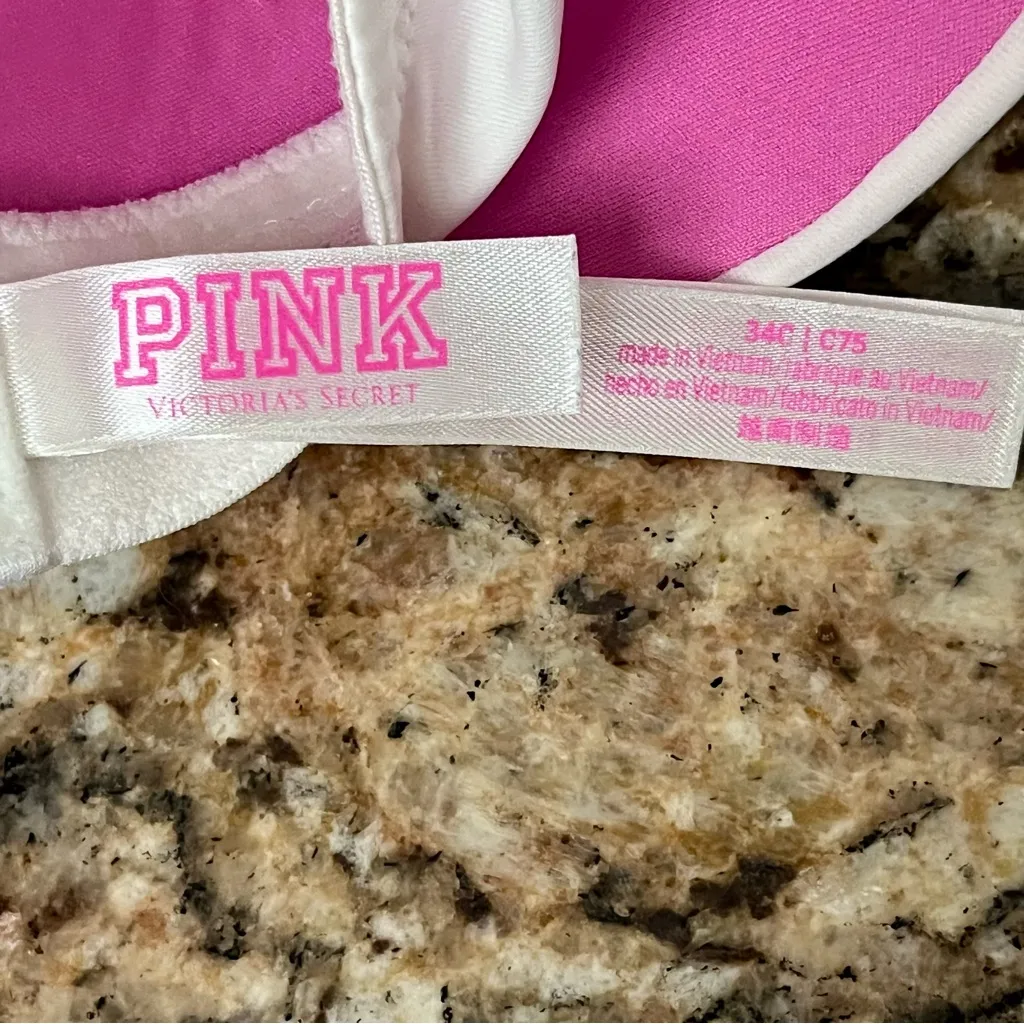 PINK
VICTORIA'S SECRET
34C | C75
made in Vietnam/fabriqué au Vietnam/
hecho en Vietnam/fabbricato in Vietnam/
越南制造